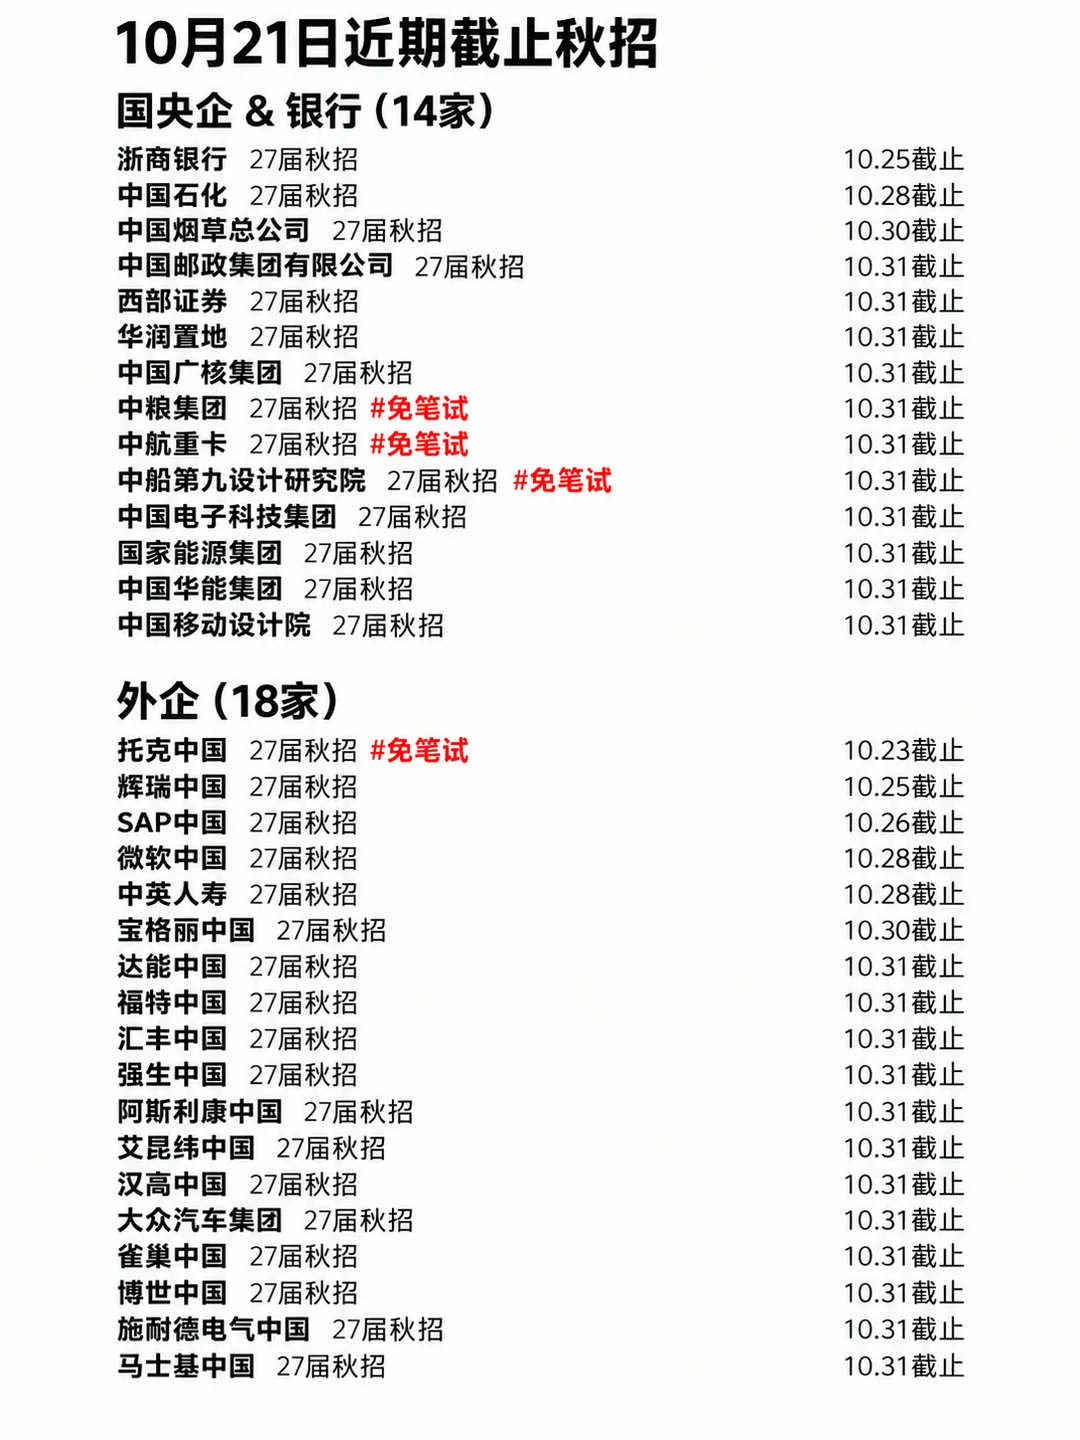 10月21日近期截止秋招
国央企 & 银行（14家）
浙商银行 27届秋招 10.25截止
中国石化 27届秋招 10.28截止
中国烟草总公司 27届秋招 10.30截止
中国邮政集团有限公司 27届秋招 10.31截止
西部证券 27届秋招 10.31截止
华润置地 27届秋招 10.31截止
中国广核集团 27届秋招 10.31截止
中粮集团 27届秋招 #免笔试 10.31截止
中航重卡 27届秋招 #免笔试 10.31截止
中船第九设计研究院 27届秋招 #免笔试 10.31截止
中国电子科技集团 27届秋招 10.31截止
国家能源集团 27届秋招 10.31截止
中国华能集团 27届秋招 10.31截止
中国移动设计院 27届秋招 10.31截止
外企（18家）
托克中国 27届秋招 #免笔试 10.23截止
辉瑞中国 27届秋招 10.25截止
SAP中国 27届秋招 10.26截止
微软中国 27届秋招 10.28截止
中英人寿 27届秋招 10.28截止
宝格丽中国 27届秋招 10.30截止
达能中国 27届秋招 10.31截止
福特中国 27届秋招 10.31截止
汇丰中国 27届秋招 10.31截止
强生中国 27届秋招 10.31截止
阿斯利康中国 27届秋招 10.31截止
艾昆纬中国 27届秋招 10.31截止
汉高中国 27届秋招 10.31截止
大众汽车集团 27届秋招 10.31截止
雀巢中国 27届秋招 10.31截止
博世中国 27届秋招 10.31截止
施耐德电气中国 27届秋招 10.31截止
马士基中国 27届秋招 10.31截止